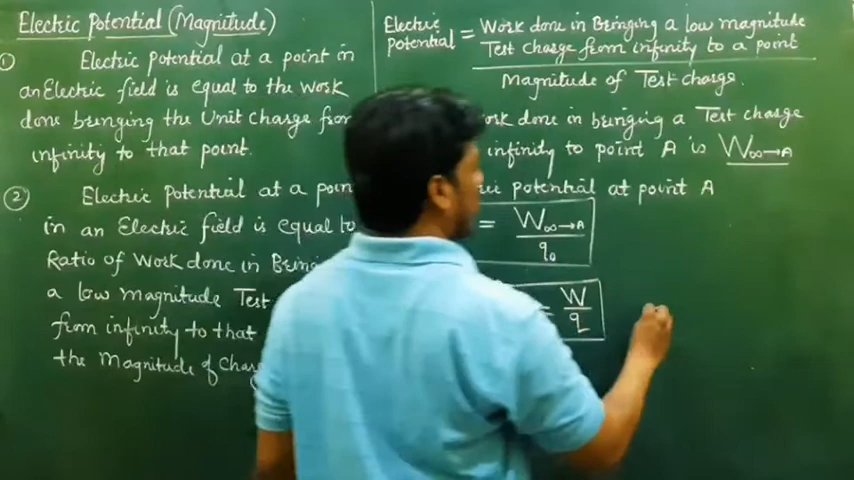 Electric Potential (Magnitude)
① Electric Potential at a point in
an Electric field is equal to the work
done bringing the Unit Charge
infinity to that point.
② Electric Potential at a
in an Electric field is equal to
Ratio of work done in
a low magnitude Test
from infinity to that
the magnitude of
Electric Potential = Work done in Bringing a low magnitude
Test charge from infinity to a point
Magnitude of Test charge.
done in bringing a Test charge
infinity to point A is W∞→A
potential at point A
= W∞→A
q₀
= W
q